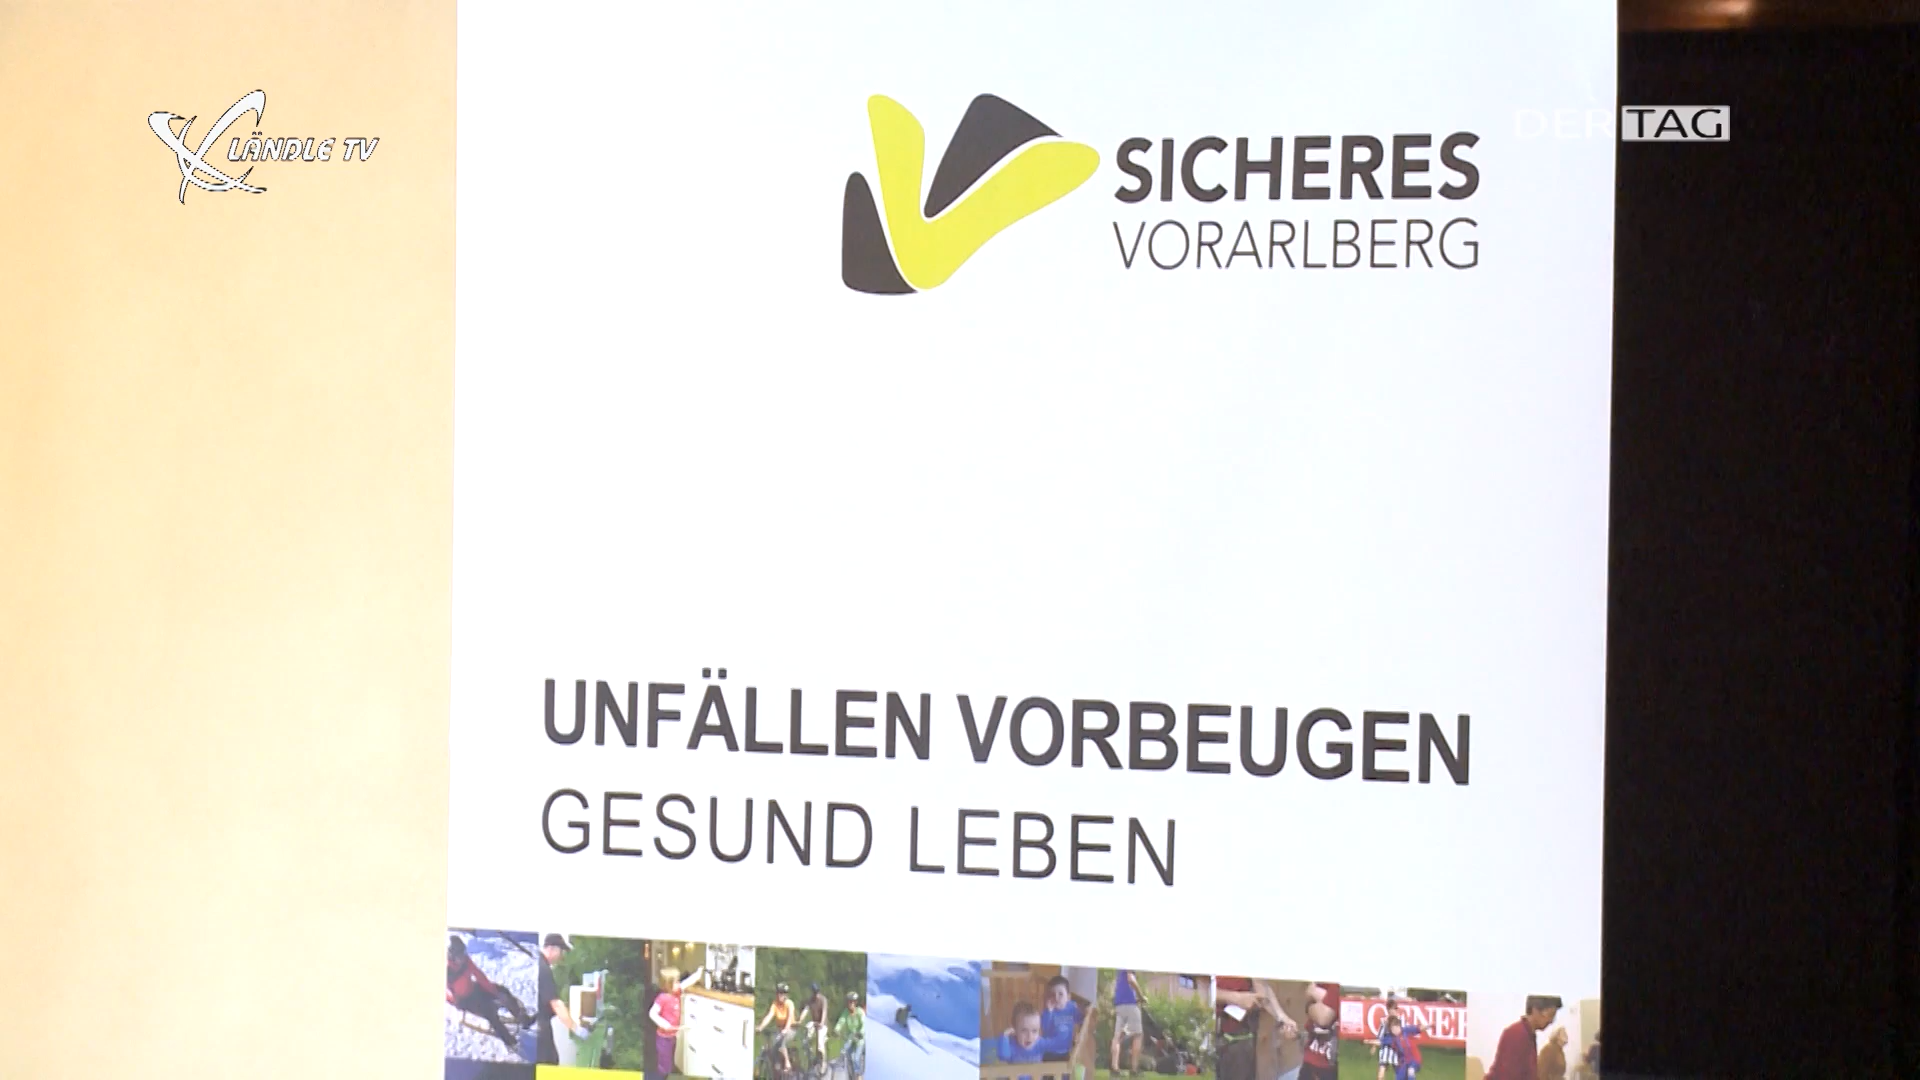 LÄNDLE TV
DER TAG
SICHERES
VORARLBERG
UNFÄLLEN VORBEUGEN
GESUND LEBEN